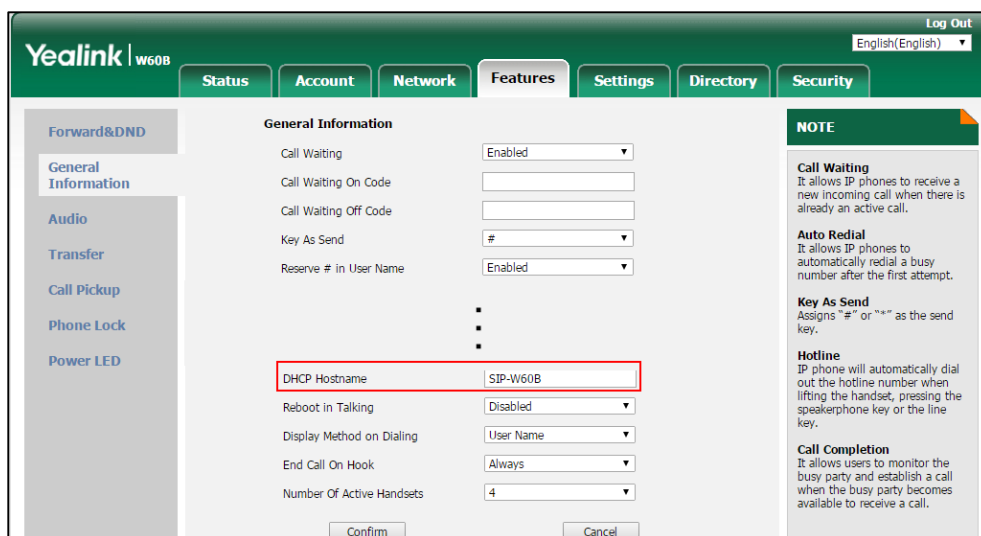 Log Out
English(English)
Yealink W60B
Status Account Network Features Settings Directory Security
Forward&DND
General
Information
Audio
Transfer
Call Pickup
Phone Lock
Power LED
General Information
Call Waiting Enabled
Call Waiting On Code
Call Waiting Off Code
Key As Send #
Reserve # in User Name Enabled
DHCP Hostname SIP-W60B
Reboot in Talking Disabled
Display Method on Dialing User Name
End Call On Hook Always
Number Of Active Handsets 4
Confirm Cancel
NOTE
Call Waiting
It allows IP phones to receive a
new incoming call when there is
already an active call.
Auto Redial
It allows IP phones to
automatically redial a busy
number after the first attempt.
Key As Send
Assigns "#" or "*" as the send
key.
Hotline
IP phone will automatically dial
out the hotline number when
lifting the handset, pressing the
speakerphone key or the line
key.
Call Completion
It allows users to monitor the
busy party and establish a call
when the busy party becomes
available to receive a call.